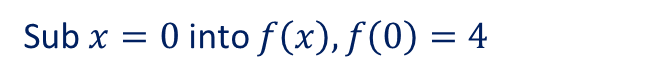 Sub x = 0 into f(x), f(0) = 4